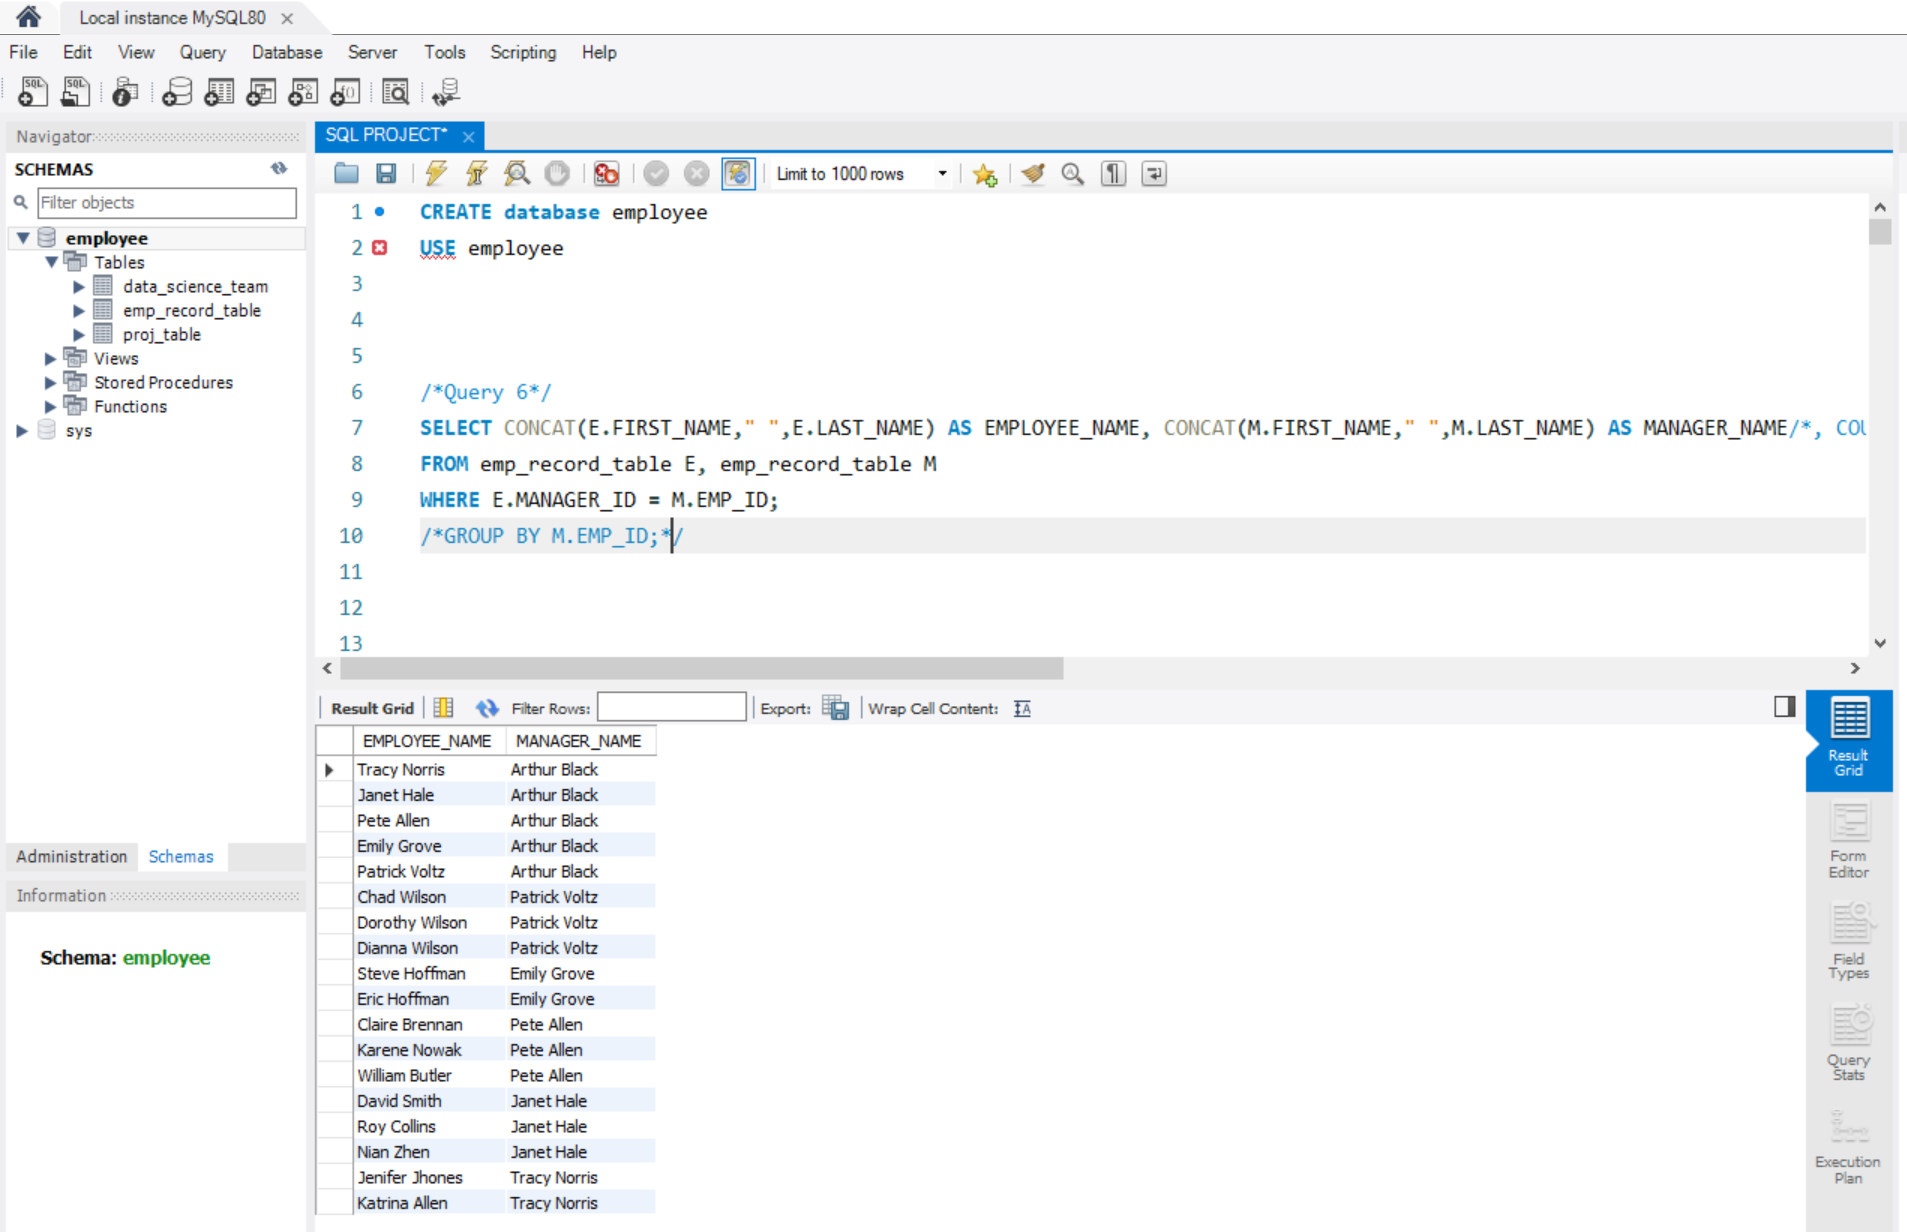 Local instance MySQL80
File Edit View Query Database Server Tools Scripting Help
Navigator
SCHEMAS
Filter objects
employee
Tables
data_science_team
emp_record_table
proj_table
Views
Stored Procedures
Functions
sys
Administration Schemas
Information
Schema: employee
SQL PROJECT*
Limit to 1000 rows
1 CREATE database employee
2 USE employee
3
4
5
6 /*Query 6*/
7 SELECT CONCAT(E.FIRST_NAME," ",E.LAST_NAME) AS EMPLOYEE_NAME, CONCAT(M.FIRST_NAME," ",M.LAST_NAME) AS MANAGER_NAME/*, COU
8 FROM emp_record_table E, emp_record_table M
9 WHERE E.MANAGER_ID = M.EMP_ID;
10 /*GROUP BY M.EMP_ID;*/
11
12
13
Result Grid Filter Rows: Export: Wrap Cell Content:
EMPLOYEE_NAME MANAGER_NAME
Tracy Norris Arthur Black
Janet Hale Arthur Black
Pete Allen Arthur Black
Emily Grove Arthur Black
Patrick Voltz Arthur Black
Chad Wilson Patrick Voltz
Dorothy Wilson Patrick Voltz
Dianna Wilson Patrick Voltz
Steve Hoffman Emily Grove
Eric Hoffman Emily Grove
Claire Brennan Pete Allen
Karene Nowak Pete Allen
William Butler Pete Allen
David Smith Janet Hale
Roy Collins Janet Hale
Nian Zhen Janet Hale
Jenifer Jhones Tracy Norris
Katrina Allen Tracy Norris
Result
Grid
Form
Editor
Field
Types
Query
Stats
Execution
Plan